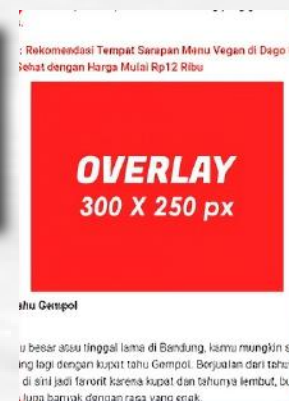 : Rekomendasi Tempat Sarapan Menu Vegan di Dago
Sehat dengan Harga Mulai Rp12 Ribu
OVERLAY
300 X 250 px
ahu Gempol
u besar atau tinggal lama di Bandung, kamu mungkin s
ing lagi dengan kupat tahu Gempol. Berjualan dari tahu
di sini jadi favorit karena kupat dan tahunya lembut, bu
juga banyak dengan rasa yang enak.